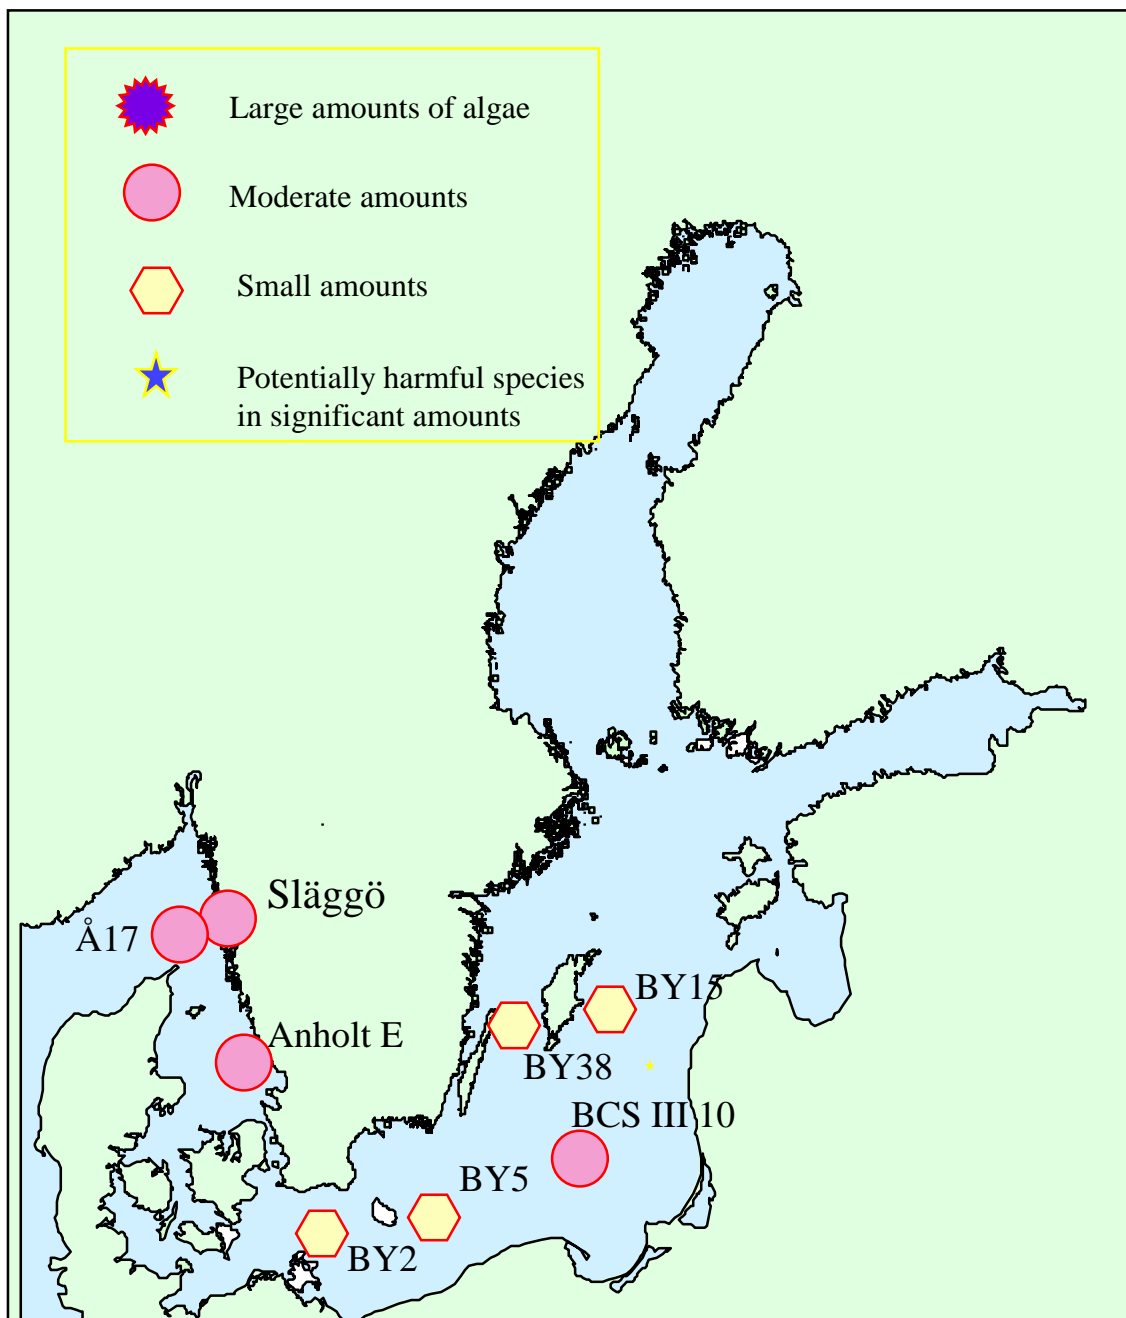 Large amounts of algae
Moderate amounts
Small amounts
Potentially harmful species
in significant amounts
Släggö
Å17
BY15
Anholt E
BY38
BCS III 10
BY5
BY2